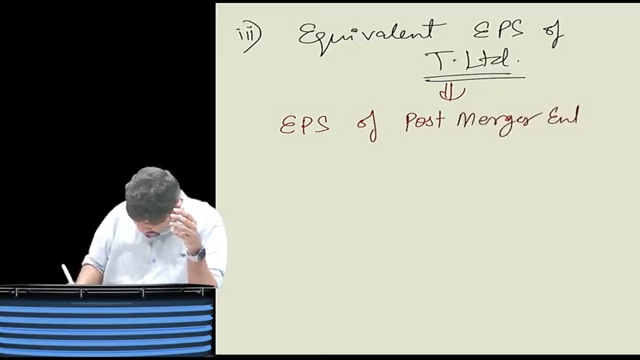 iii) Equivalent EPS of
T. Ltd.
EPS of Post Merger Ent